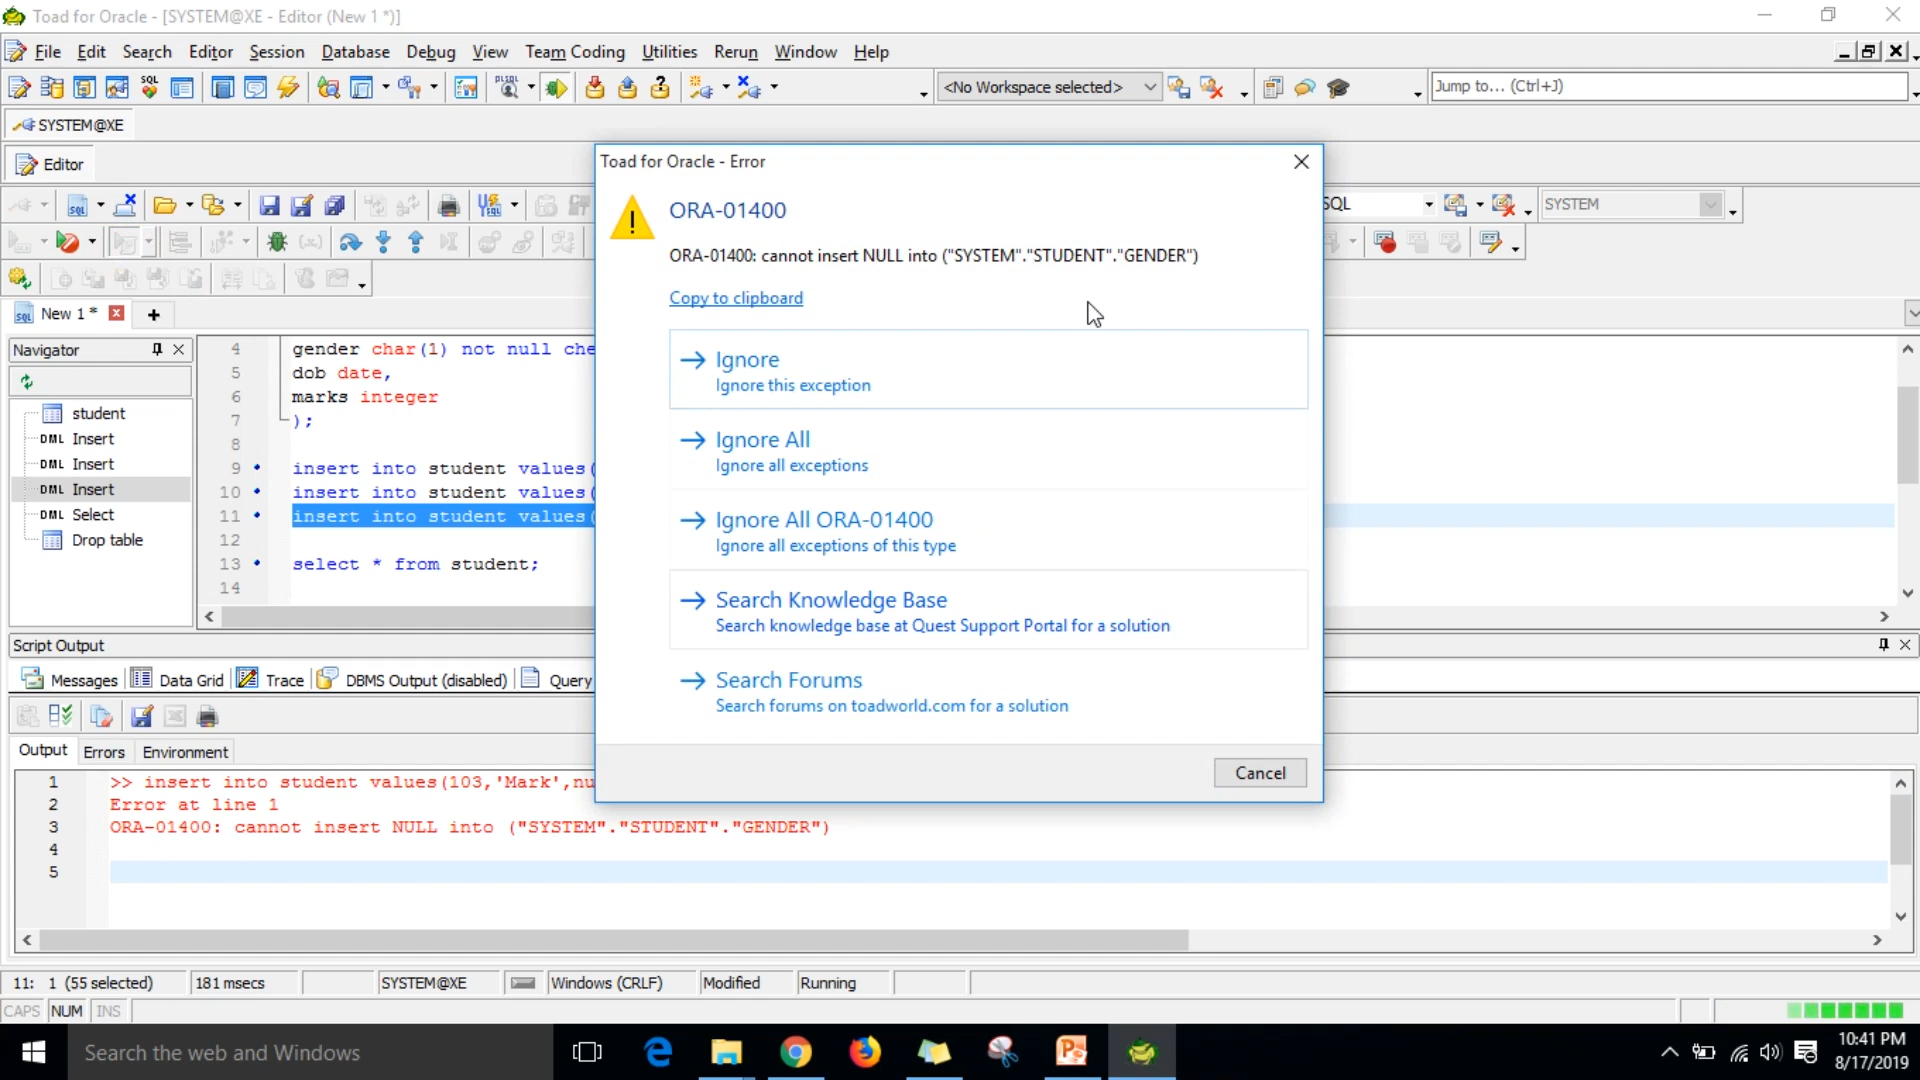 Toad for Oracle - [SYSTEM@XE - Editor (New 1 *)]
File Edit Search Editor Session Database Debug View Team Coding Utilities Rerun Window Help
SQL
PL/SQL
<No Workspace selected>
Jump to... (Ctrl+J)
SYSTEM@XE
Editor
SQL
SYSTEM
New 1 *
Toad for Oracle - Error
ORA-01400
ORA-01400: cannot insert NULL into ("SYSTEM"."STUDENT"."GENDER")
Copy to clipboard
Ignore
Ignore this exception
Ignore All
Ignore all exceptions
Ignore All ORA-01400
Ignore all exceptions of this type
Search Knowledge Base
Search knowledge base at Quest Support Portal for a solution
Search Forums
Search forums on toadworld.com for a solution
Cancel
Navigator
student
DML Insert
DML Insert
DML Insert
DML Select
Drop table
4 gender char(1) not null che
5 dob date,
6 marks integer
7 );
8
9 insert into student values(
10 insert into student values(
11 insert into student values(
12
13 select * from student;
14
Script Output
Messages Data Grid Trace DBMS Output (disabled) Query
Output Errors Environment
1 >> insert into student values(103,'Mark',nu
2 Error at line 1
3 ORA-01400: cannot insert NULL into ("SYSTEM"."STUDENT"."GENDER")
4
5
11: 1 (55 selected) 181 msecs SYSTEM@XE Windows (CRLF) Modified Running
CAPS NUM INS
Search the web and Windows
10:41 PM
8/17/2019